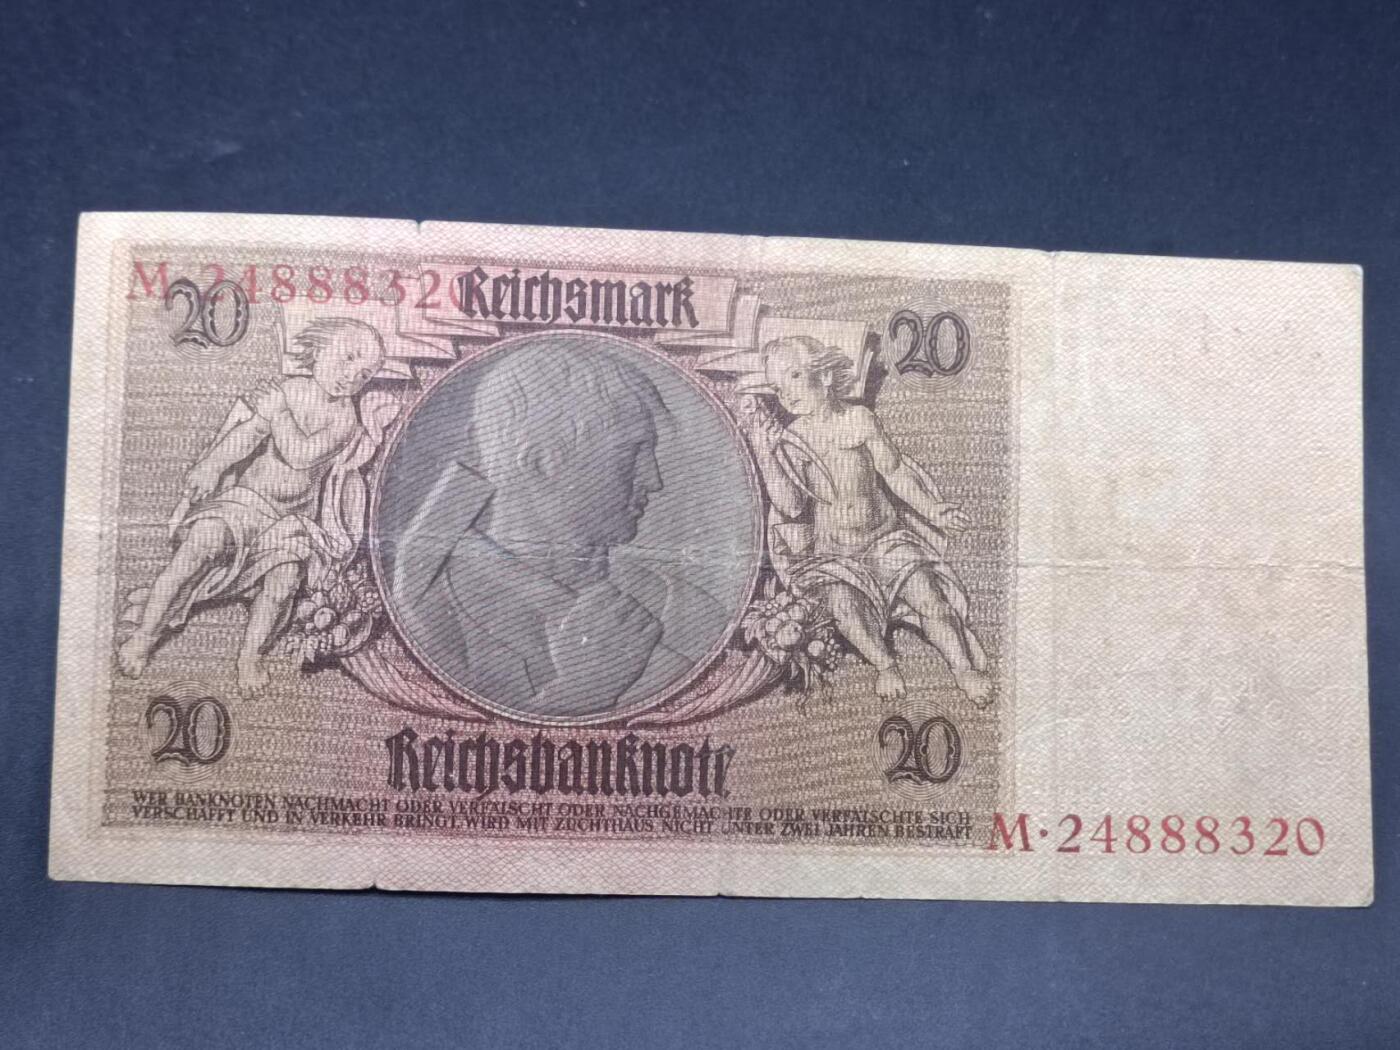 M·24888320
Reichsmark
20
20
20
Reichsbanknote
20
WER BANKNOTEN NACHMACHT ODER VERFÄLSCHT ODER NACHGEMACHTE ODER VERFÄLSCHTE SICH
VERSCHAFFT UND IN VERKEHR BRINGT, WIRD MIT ZUCHTHAUS NICHT UNTER ZWEI JAHREN BESTRAFT
M·24888320